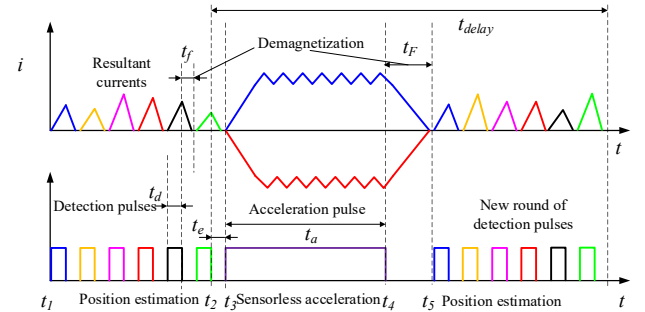 t_delay
t_f
Demagnetization
t_F
i
Resultant
currents
t
t_d
Detection pulses
t_e
Acceleration pulse
t_a
New round of
detection pulses
t_1 Position estimation t_2 t_3 Sensorless acceleration t_4 t_5 Position estimation t